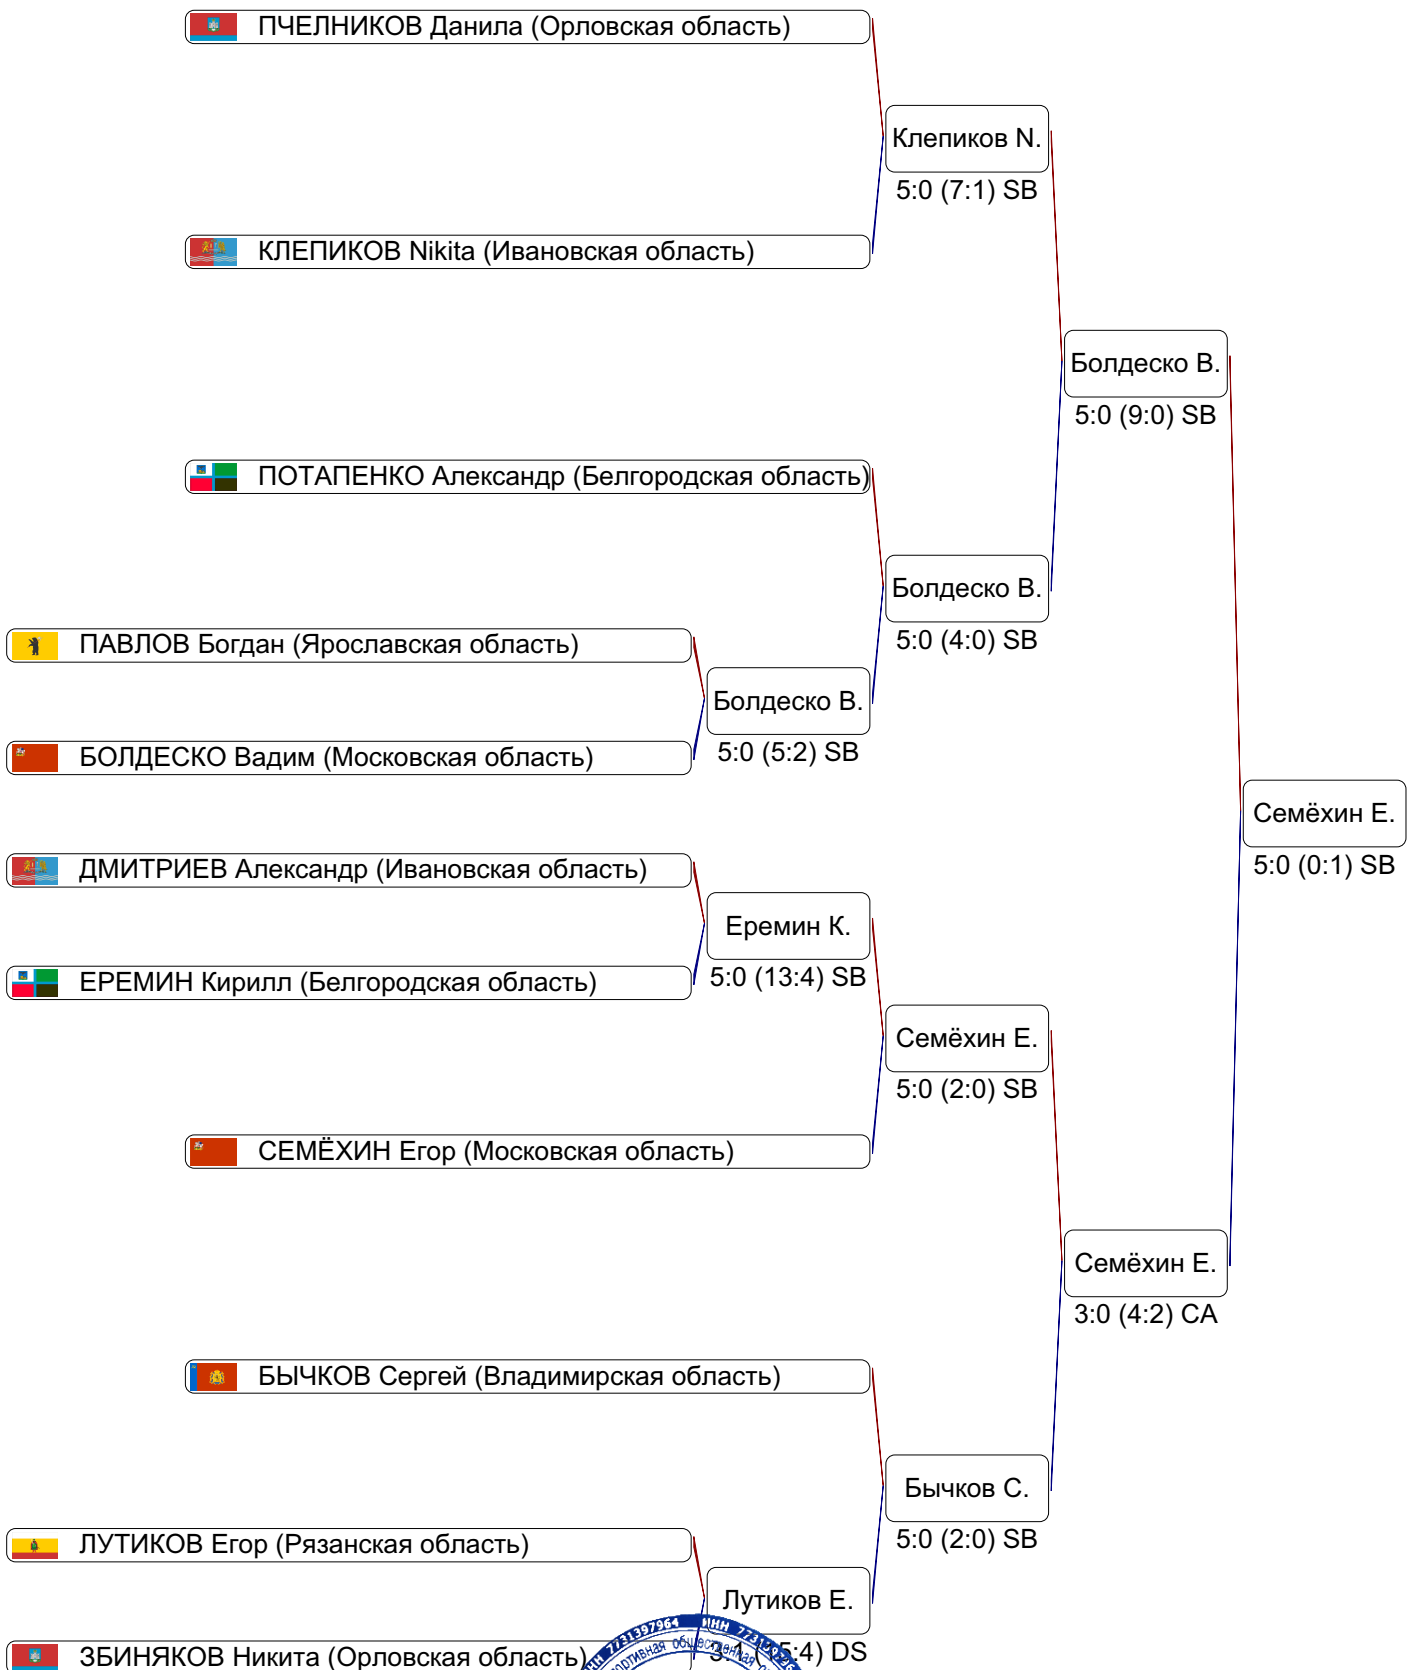 ПЧЕЛНИКОВ Данила (Орловская область)
Клепиков N.
5:0 (7:1) SB
КЛЕПИКОВ Nikita (Ивановская область)
Болдеско В.
5:0 (9:0) SB
ПОТАПЕНКО Александр (Белгородская область)
Болдеско В.
5:0 (4:0) SB
ПАВЛОВ Богдан (Ярославская область)
Болдеско В.
5:0 (5:2) SB
БОЛДЕСКО Вадим (Московская область)
Семёхин Е.
5:0 (0:1) SB
ДМИТРИЕВ Александр (Ивановская область)
Еремин К.
5:0 (13:4) SB
ЕРЕМИН Кирилл (Белгородская область)
Семёхин Е.
5:0 (2:0) SB
СЕМЁХИН Егор (Московская область)
Семёхин Е.
3:0 (4:2) CA
БЫЧКОВ Сергей (Владимирская область)
Бычков С.
5:0 (2:0) SB
ЛУТИКОВ Егор (Рязанская область)
Лутиков Е.
DS
ЗБИНЯКОВ Никита (Орловская область)
7731397964 ИНН